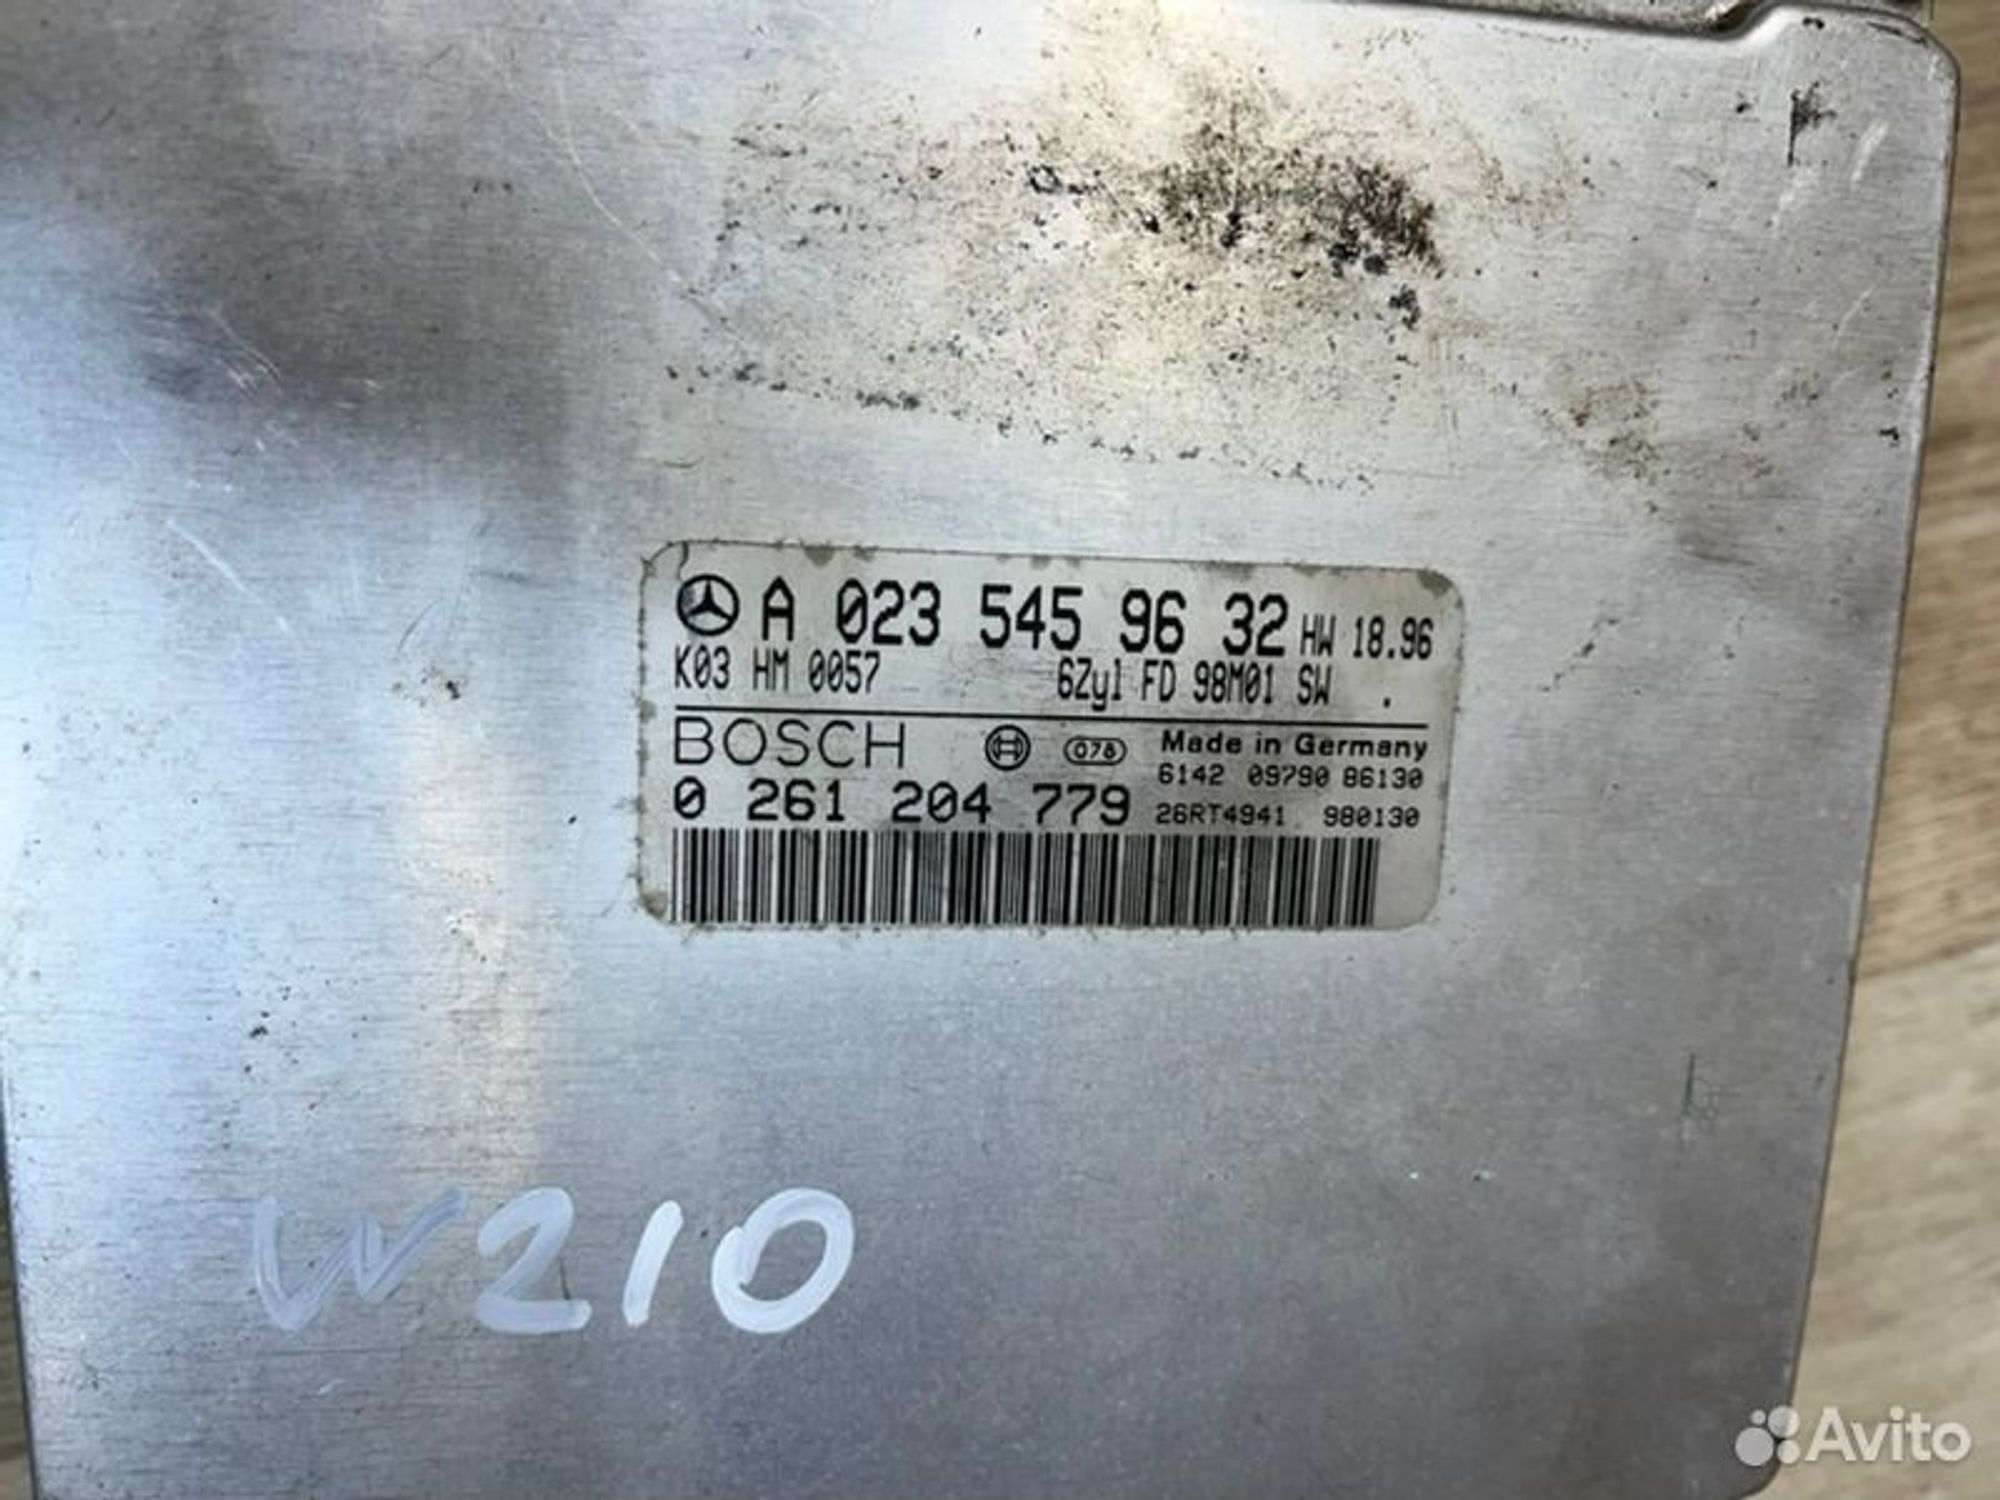 A 023 545 96 32 HW 18.96
K03 HM 0057 6Zyl FD 98M01 SW .
BOSCH 078 Made in Germany
6142 09790 86130
0 261 204 779 26RT4941 980130
W210
Avito